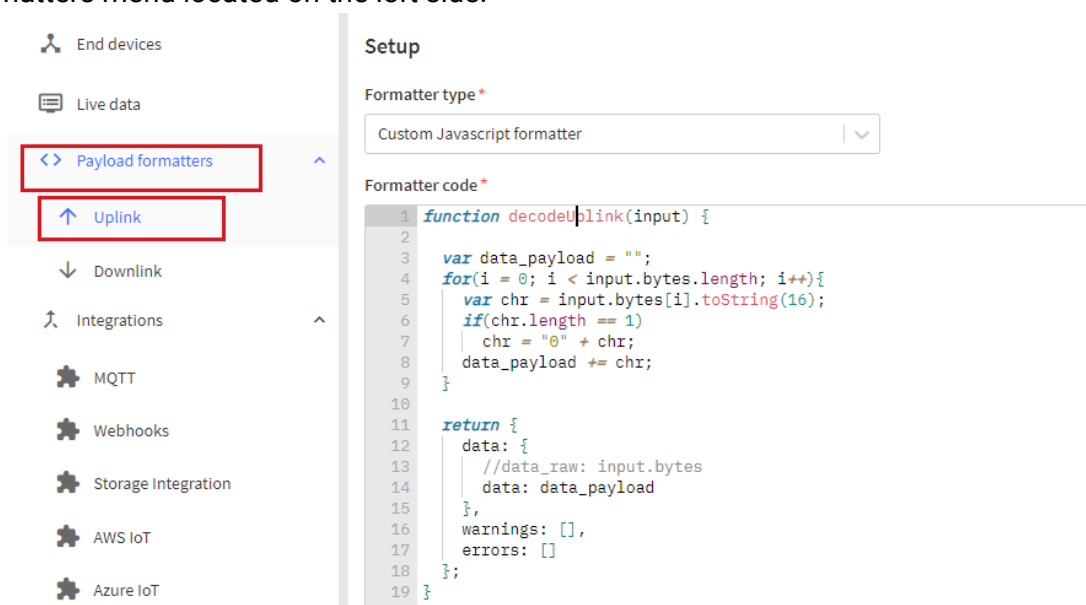 End devices
Live data
Payload formatters
Uplink
Downlink
Integrations
MQTT
Webhooks
Storage Integration
AWS IoT
Azure IoT
Setup
Formatter type*
Custom Javascript formatter
Formatter code*
1 function decodeUplink(input) {
2
3 var data_payload = "";
4 for(i = 0; i < input.bytes.length; i++){
5 var chr = input.bytes[i].toString(16);
6 if(chr.length == 1)
7 chr = "0" + chr;
8 data_payload += chr;
9 }
10
11 return {
12 data: {
13 //data_raw: input.bytes
14 data: data_payload
15 },
16 warnings: [],
17 errors: []
18 };
19 }